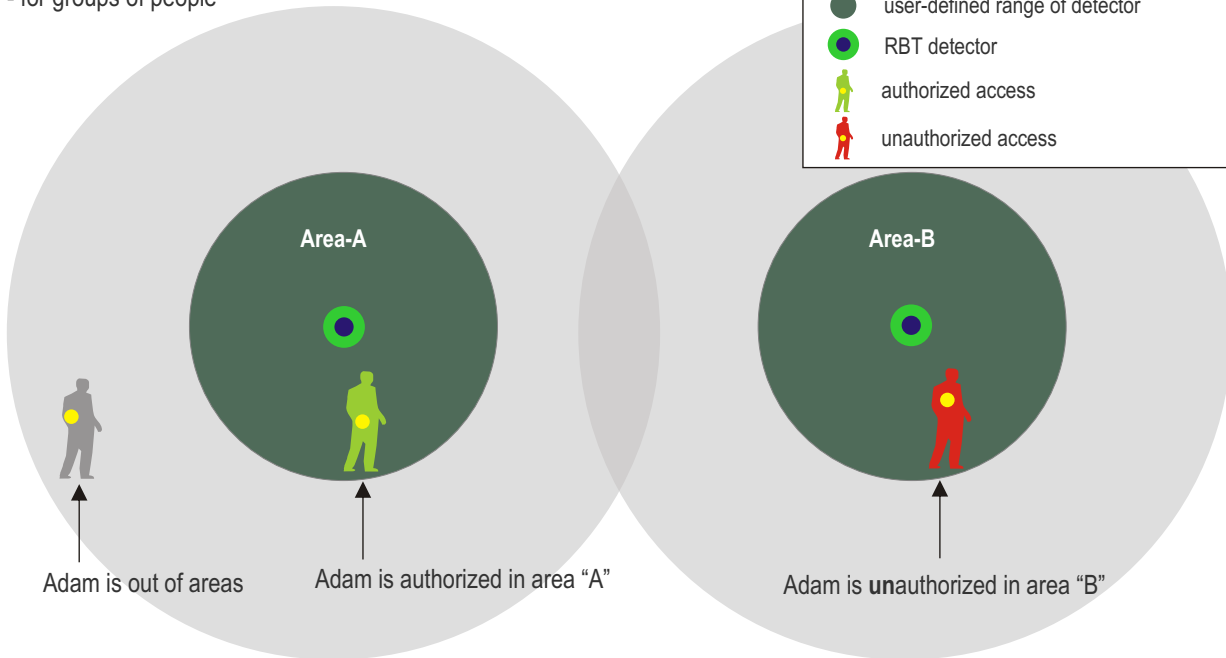 - for groups of people
user-defined range of detector
RBT detector
authorized access
unauthorized access
Area-A
Area-B
Adam is out of areas
Adam is authorized in area “A”
Adam is unauthorized in area “B”